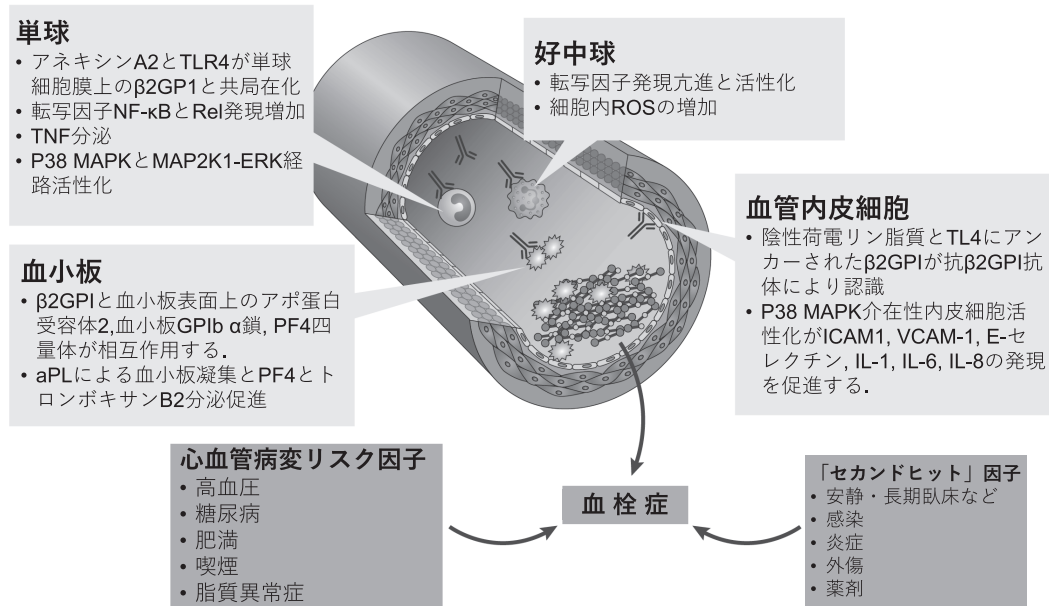 単球
• アネキシンA2とTLR4が単球
細胞膜上のβ2GP1と共局在化
• 転写因子NF-κBとRel発現増加
• TNF分泌
• P38 MAPKとMAP2K1-ERK経
路活性化
好中球
• 転写因子発現亢進と活性化
• 細胞内ROSの増加
血管内皮細胞
• 陰性荷電リン脂質とTL4にアン
カーされたβ2GPIが抗β2GPI抗
体により認識
• P38 MAPK介在性内皮細胞活
性化がICAM1, VCAM-1, E-セ
レクチン, IL-1, IL-6, IL-8の発現
を促進する.
血小板
• β2GPIと血小板表面上のアポ蛋白
受容体2,血小板GPIb α鎖, PF4四
量体が相互作用する.
• aPLによる血小板凝集とPF4とト
ロンボキサンB2分泌促進
心血管病変リスク因子
• 高血圧
• 糖尿病
• 肥満
• 喫煙
• 脂質異常症
血 栓 症
「セカンドヒット」因子
• 安静・長期臥床など
• 感染
• 炎症
• 外傷
• 薬剤